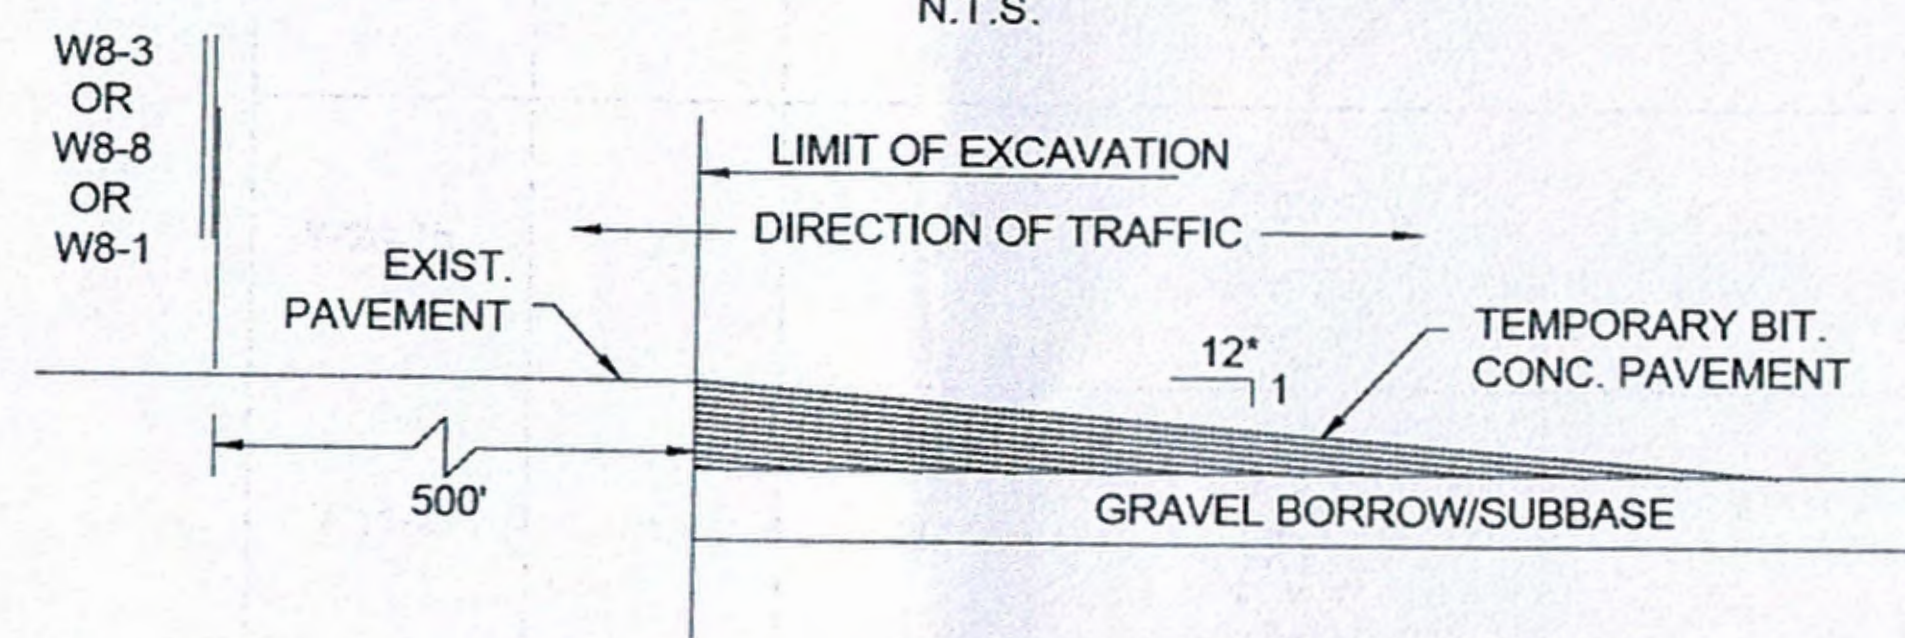 N.T.S.
W8-3
OR
W8-8
OR
W8-1
LIMIT OF EXCAVATION
DIRECTION OF TRAFFIC
EXIST.
PAVEMENT
12*
1
TEMPORARY BIT.
CONC. PAVEMENT
500'
GRAVEL BORROW/SUBBASE